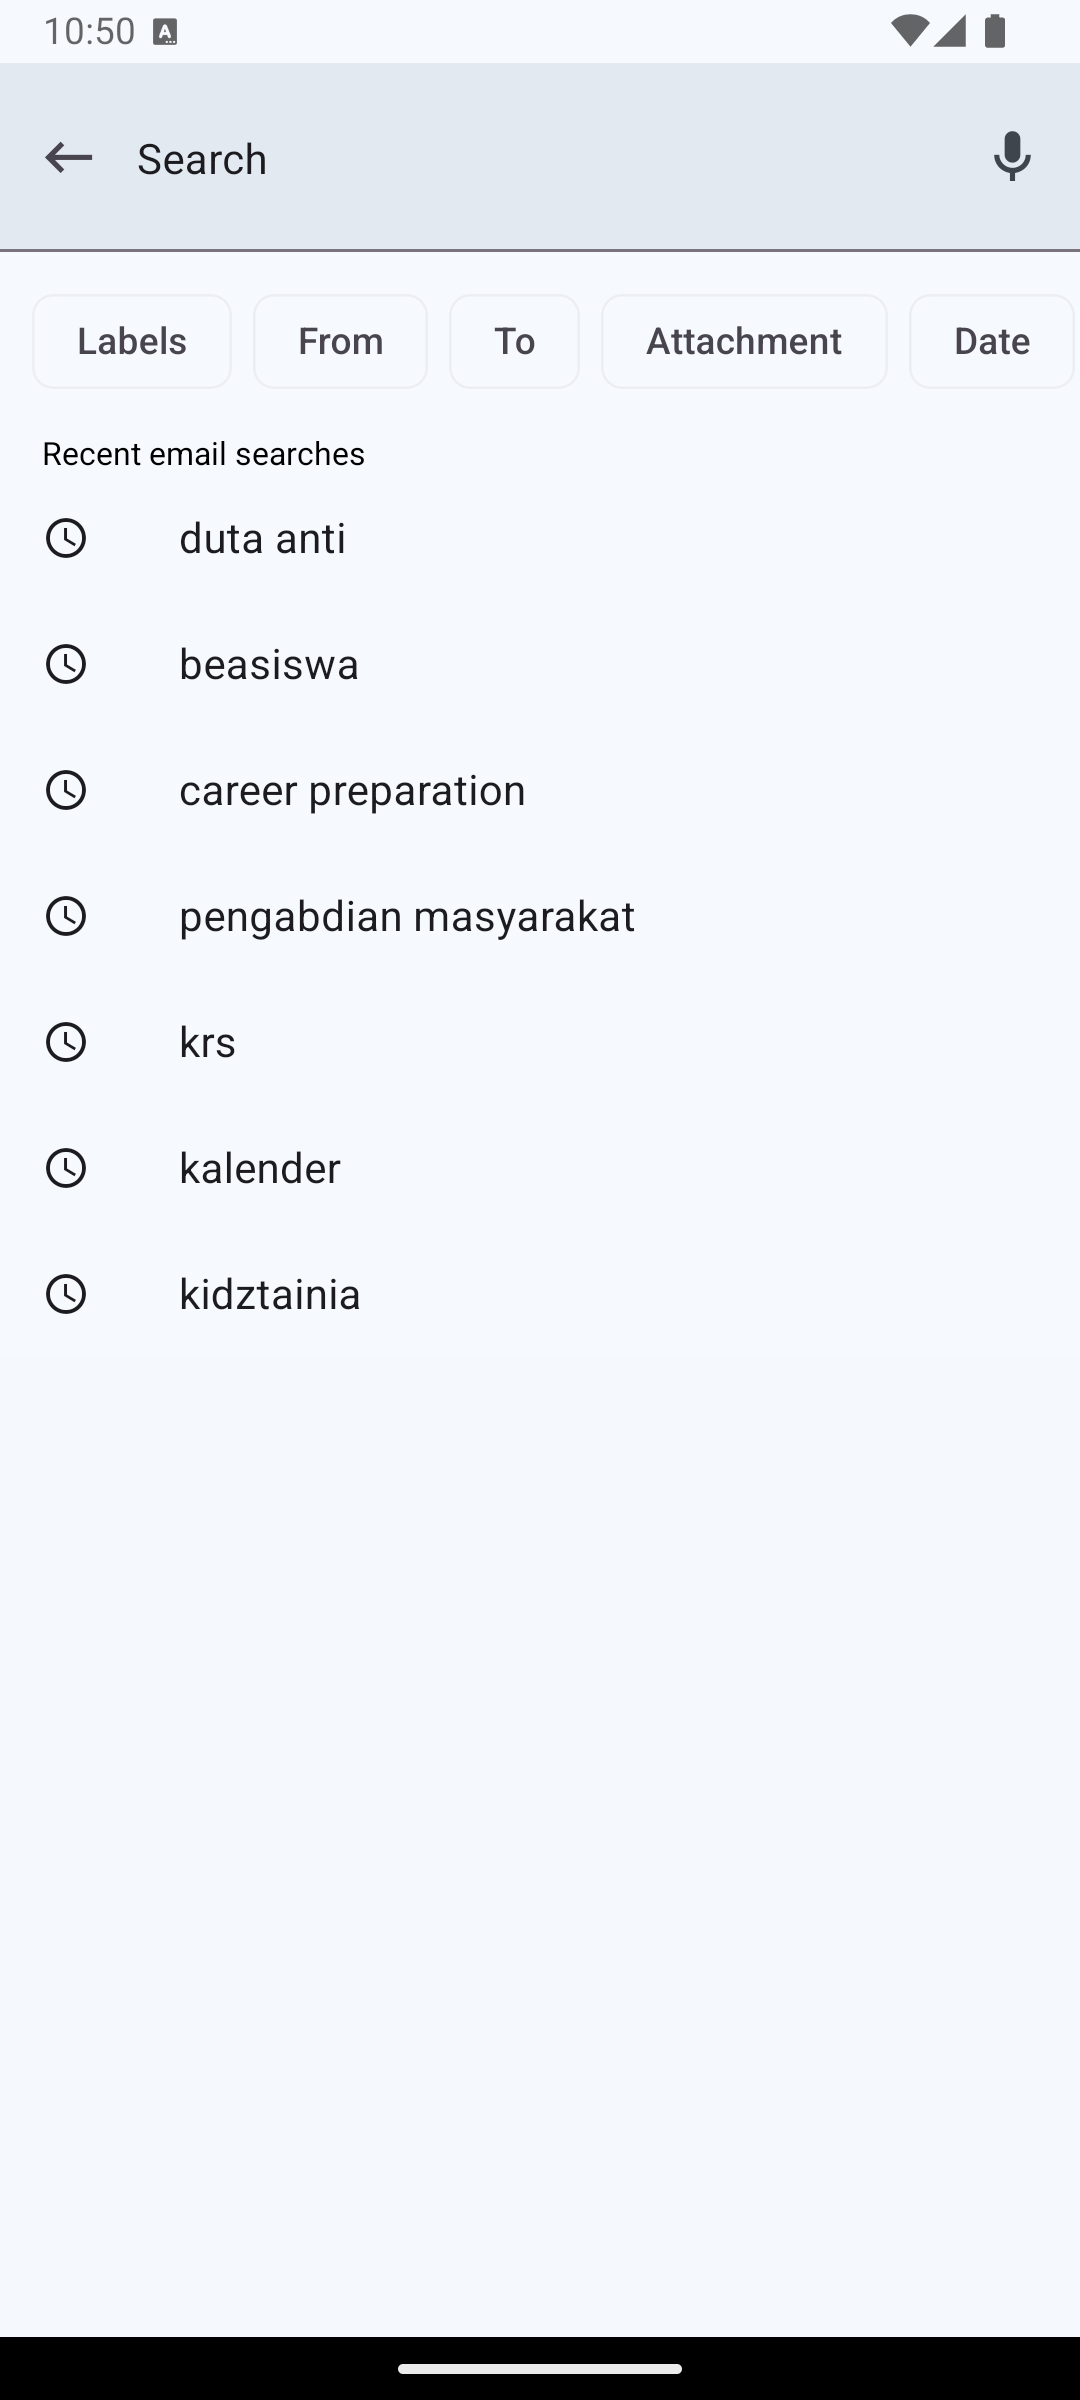 10:50
Search
Labels From To Attachment Date
Recent email searches
duta anti
beasiswa
career preparation
pengabdian masyarakat
krs
kalender
kidztainia